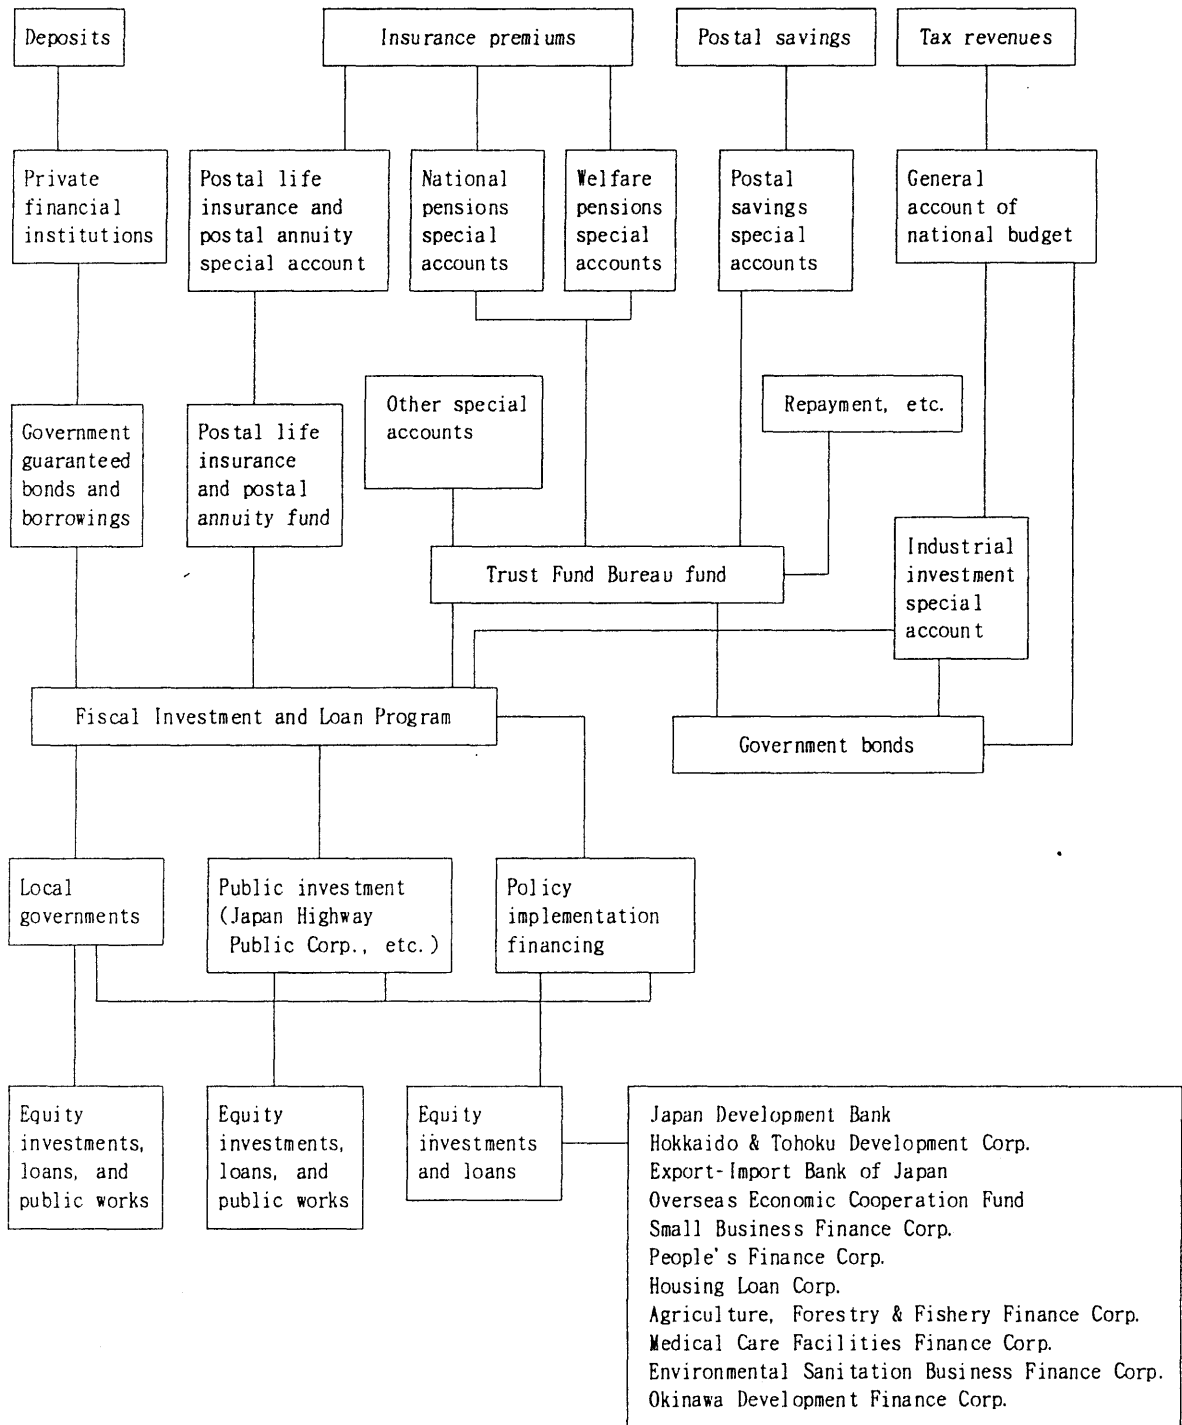 Deposits
Insurance premiums
Postal savings
Tax revenues
Private
financial
institutions
Postal life
insurance and
postal annuity
special account
National
pensions
special
accounts
Welfare
pensions
special
accounts
Postal
savings
special
accounts
General
account of
national budget
Other special
accounts
Repayment, etc.
Government
guaranteed
bonds and
borrowings
Postal life
insurance
and postal
annuity fund
Trust Fund Bureau fund
Industrial
investment
special
account
Fiscal Investment and Loan Program
Government bonds
Local
governments
Public investment
(Japan Highway
Public Corp., etc.)
Policy
implementation
financing
Equity
investments,
loans, and
public works
Equity
investments,
loans, and
public works
Equity
investments
and loans
Japan Development Bank
Hokkaido & Tohoku Development Corp.
Export-Import Bank of Japan
Overseas Economic Cooperation Fund
Small Business Finance Corp.
People's Finance Corp.
Housing Loan Corp.
Agriculture, Forestry & Fishery Finance Corp.
Medical Care Facilities Finance Corp.
Environmental Sanitation Business Finance Corp.
Okinawa Development Finance Corp.